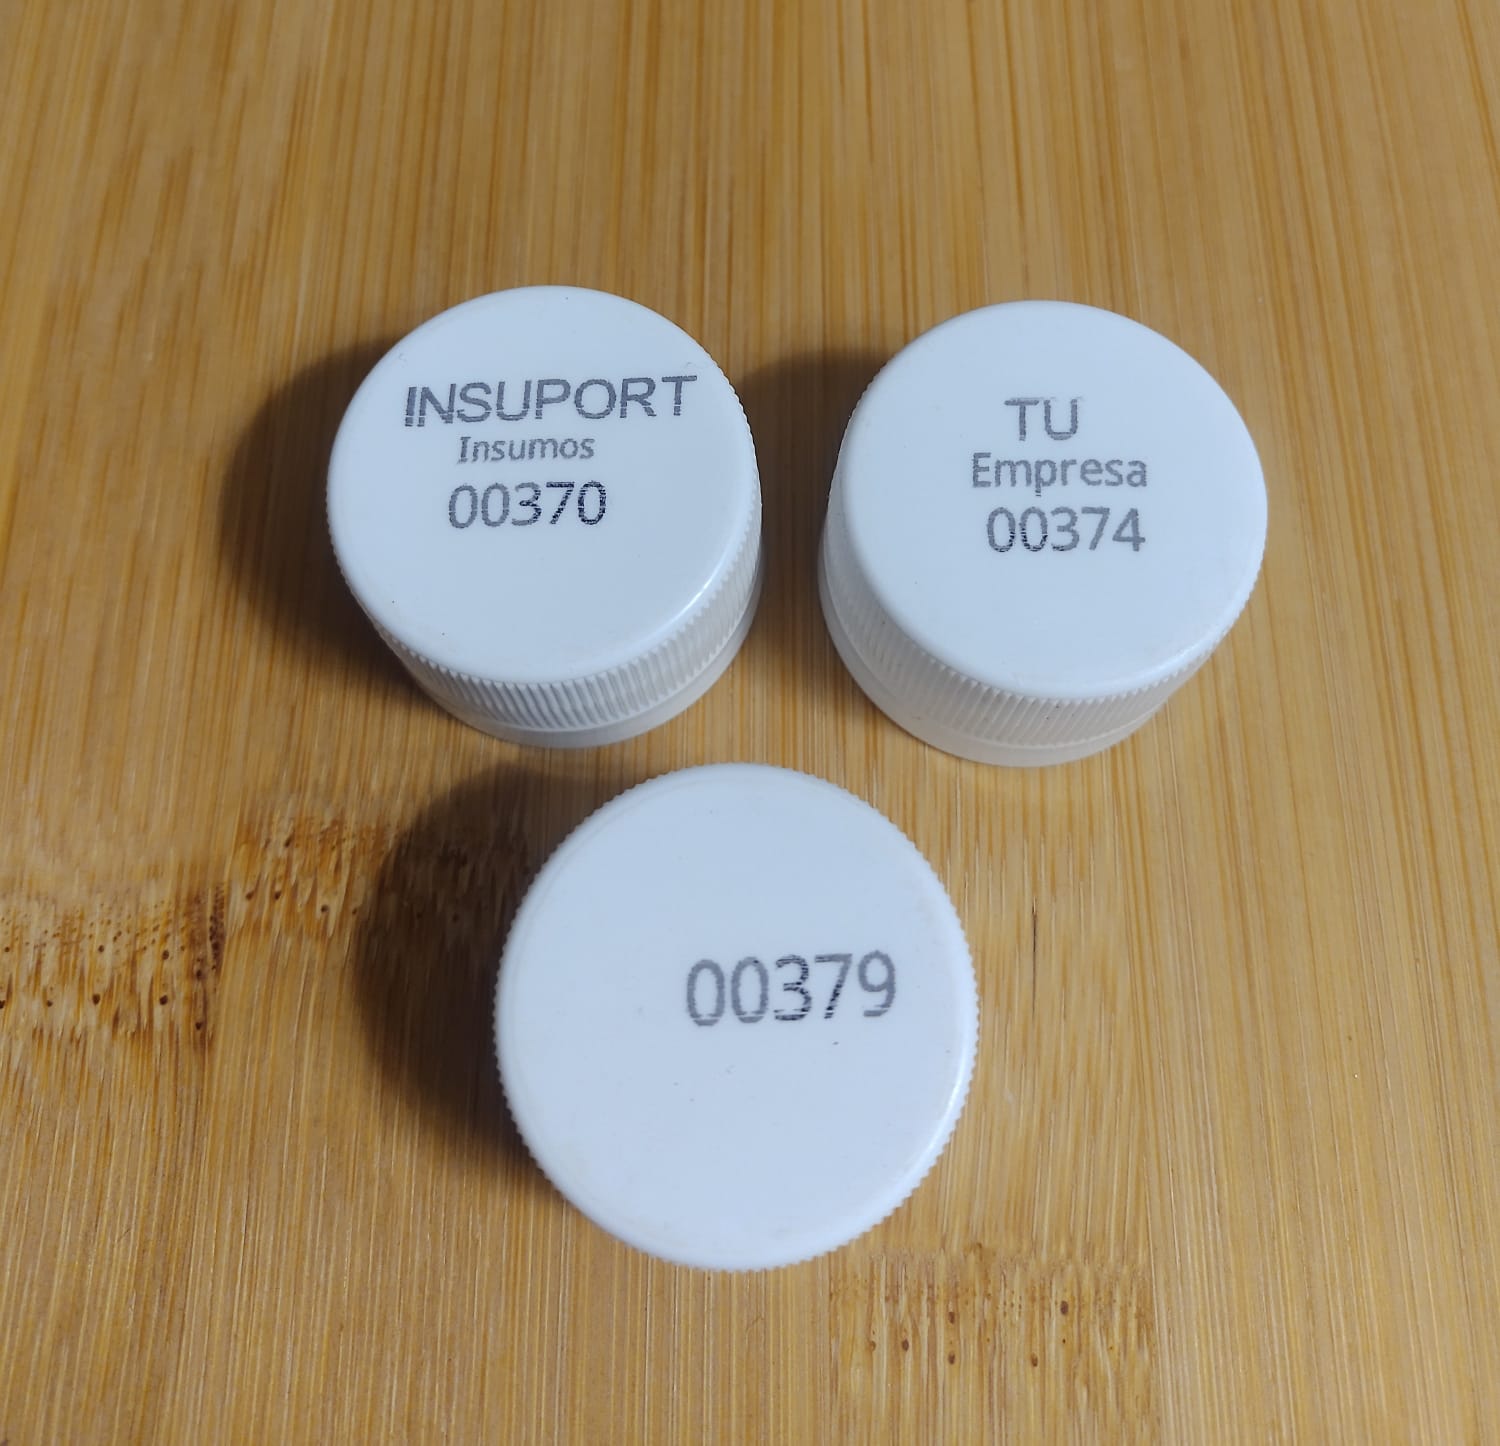 INSUPORT
Insumos
00370
TU
Empresa
00374
00379